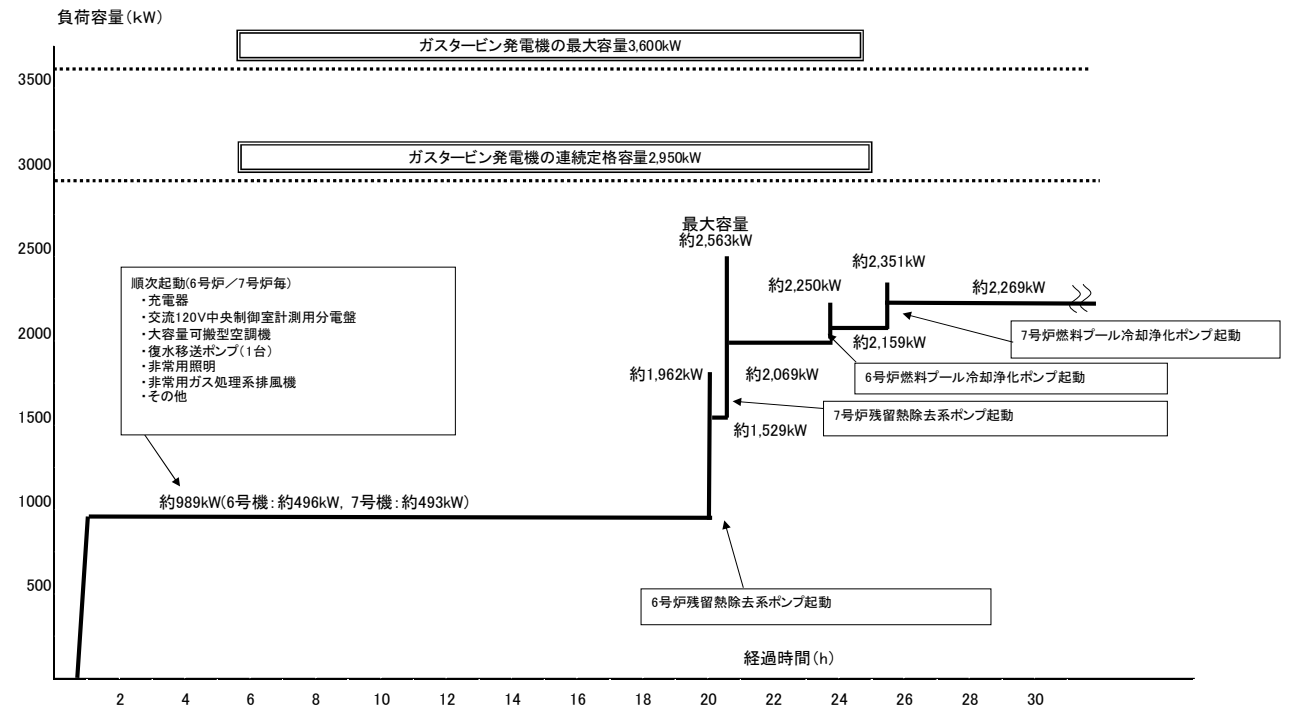 負荷容量(kW)
ガスタービン発電機の最大容量3,600kW
3500
ガスタービン発電機の連続定格容量2,950kW
3000
最大容量
約2,563kW
2500
約2,351kW
順次起動(6号炉/7号炉毎)
・充電器
・交流120V中央制御室計測用分電盤
・大容量可搬型空調機
・復水移送ポンプ(1台)
・非常用照明
・非常用ガス処理系排風機
・その他
約2,250kW
約2,269kW
2000
7号炉燃料プール冷却浄化ポンプ起動
約2,159kW
約1,962kW
約2,069kW
6号炉燃料プール冷却浄化ポンプ起動
1500
7号炉残留熱除去系ポンプ起動
約1,529kW
1000
約989kW(6号機:約496kW, 7号機:約493kW)
500
6号炉残留熱除去系ポンプ起動
経過時間(h)
2 4 6 8 10 12 14 16 18 20 22 24 26 28 30